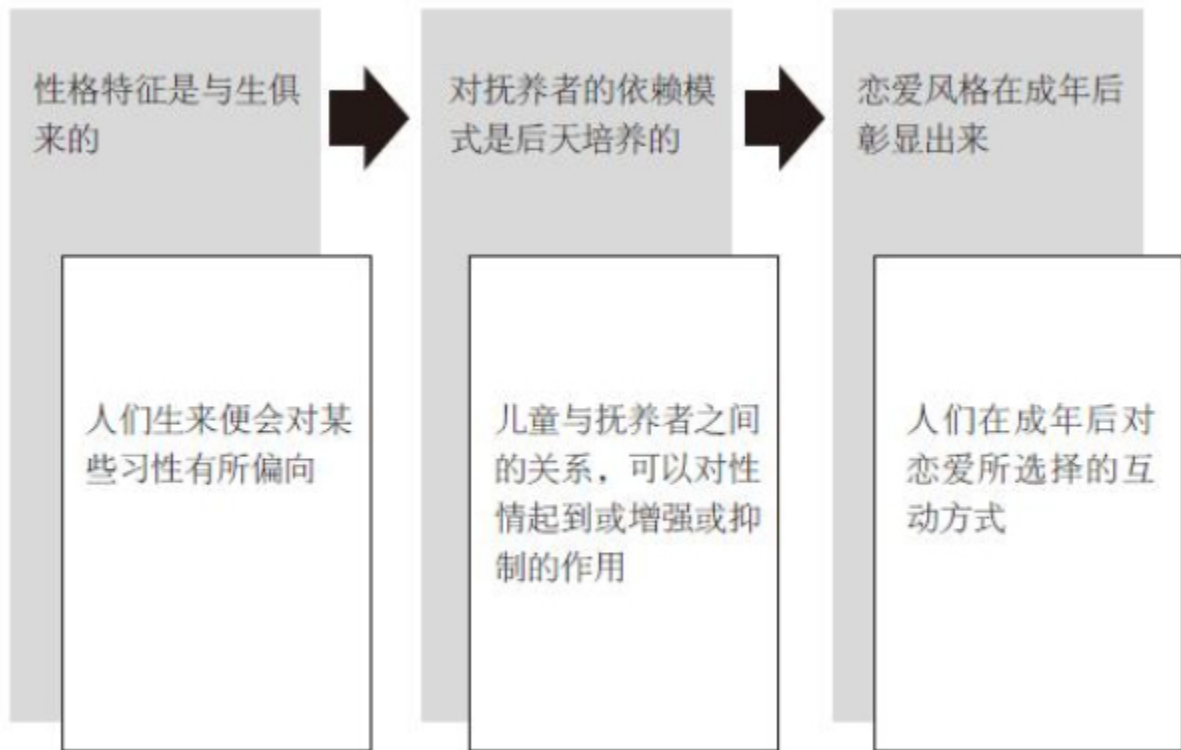 性格特征是与生俱
来的
对抚养者的依赖模
式是后天培养的
恋爱风格在成年后
彰显出来
人们生来便会对某
些习性有所偏向
儿童与抚养者之间
的关系，可以对性
情起到或增强或抑
制的作用
人们在成年后对
恋爱所选择的互
动方式